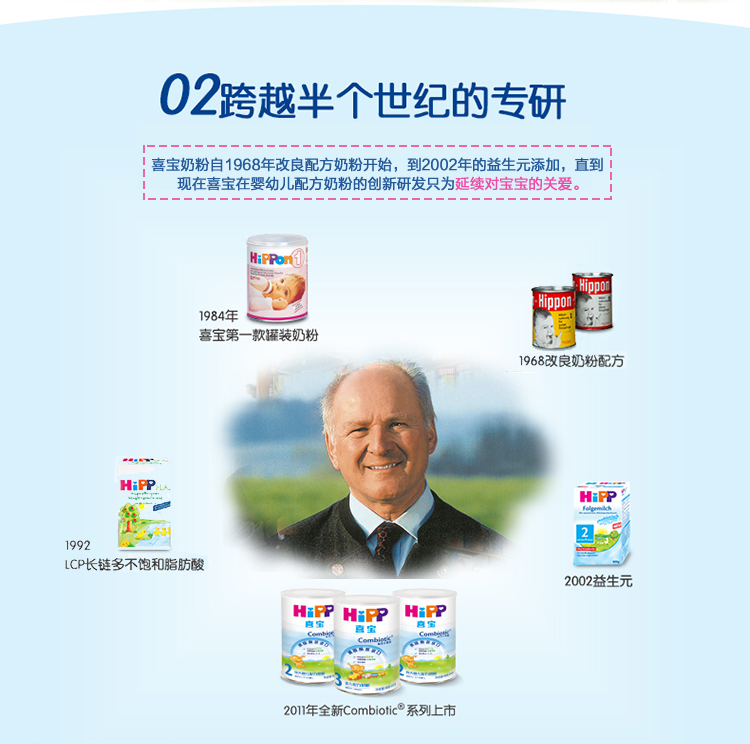 02跨越半个世纪的专研
喜宝奶粉自1968年改良配方奶粉开始，到2002年的益生元添加，直到
现在喜宝在婴幼儿配方奶粉的创新研发只为延续对宝宝的关爱。
HiPPon 1
1984年
喜宝第一款罐装奶粉
Hippon
Hippon
1968改良奶粉配方
HiPP
1992
LCP长链多不饱和脂肪酸
HiPP
Folgemilch
2
2002益生元
HiPP
喜宝
Combiotic®
2
HiPP
喜宝
Combiotic®
3
HiPP
喜宝
Combiotic®
2
2011年全新Combiotic®系列上市